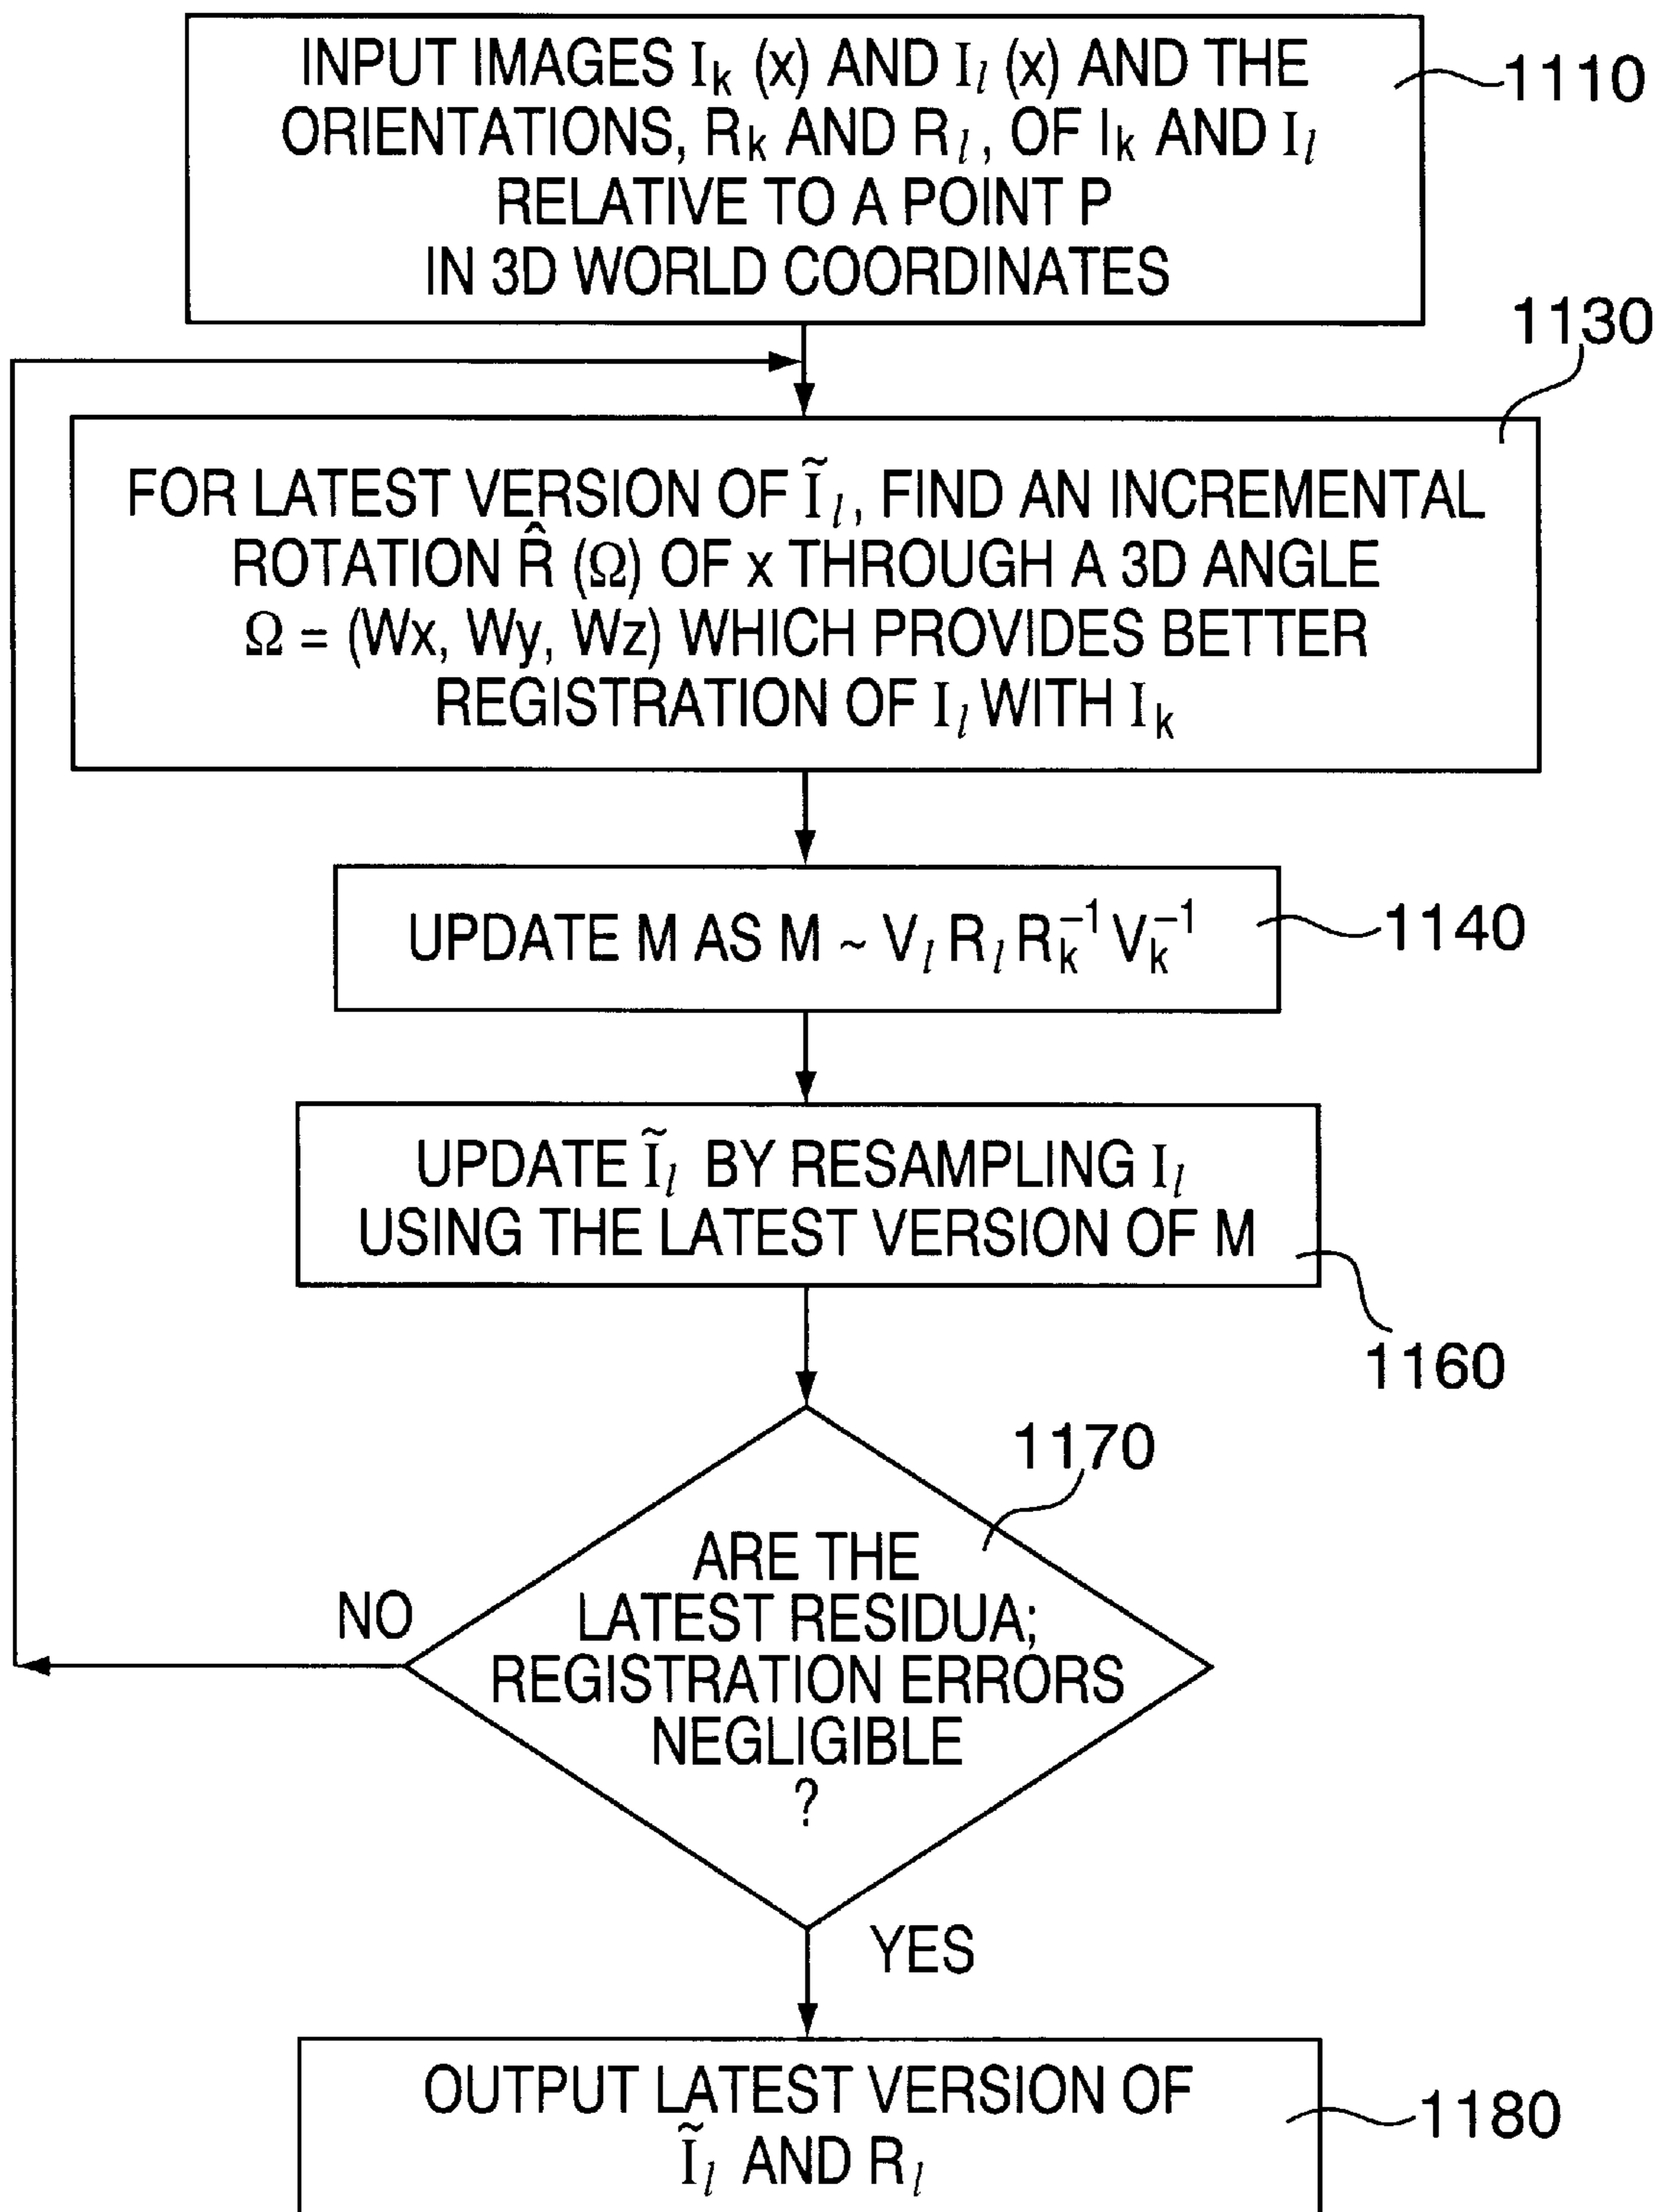 INPUT IMAGES Iₖ (x) AND Iₗ (x) AND THE
ORIENTATIONS, Rₖ AND Rₗ, OF Iₖ AND Iₗ
RELATIVE TO A POINT P
IN 3D WORLD COORDINATES
1110
1130
FOR LATEST VERSION OF Ĩₗ, FIND AN INCREMENTAL
ROTATION R̂ (Ω) OF x THROUGH A 3D ANGLE
Ω = (Wx, Wy, Wz) WHICH PROVIDES BETTER
REGISTRATION OF Iₗ WITH Iₖ
UPDATE M AS M ~ Vₗ Rₗ Rₖ⁻¹ Vₖ⁻¹
1140
UPDATE Ĩₗ BY RESAMPLING Iₗ
USING THE LATEST VERSION OF M
1160
1170
ARE THE
LATEST RESIDUA;
REGISTRATION ERRORS
NEGLIGIBLE
?
NO
YES
OUTPUT LATEST VERSION OF
Ĩₗ AND Rₗ
1180